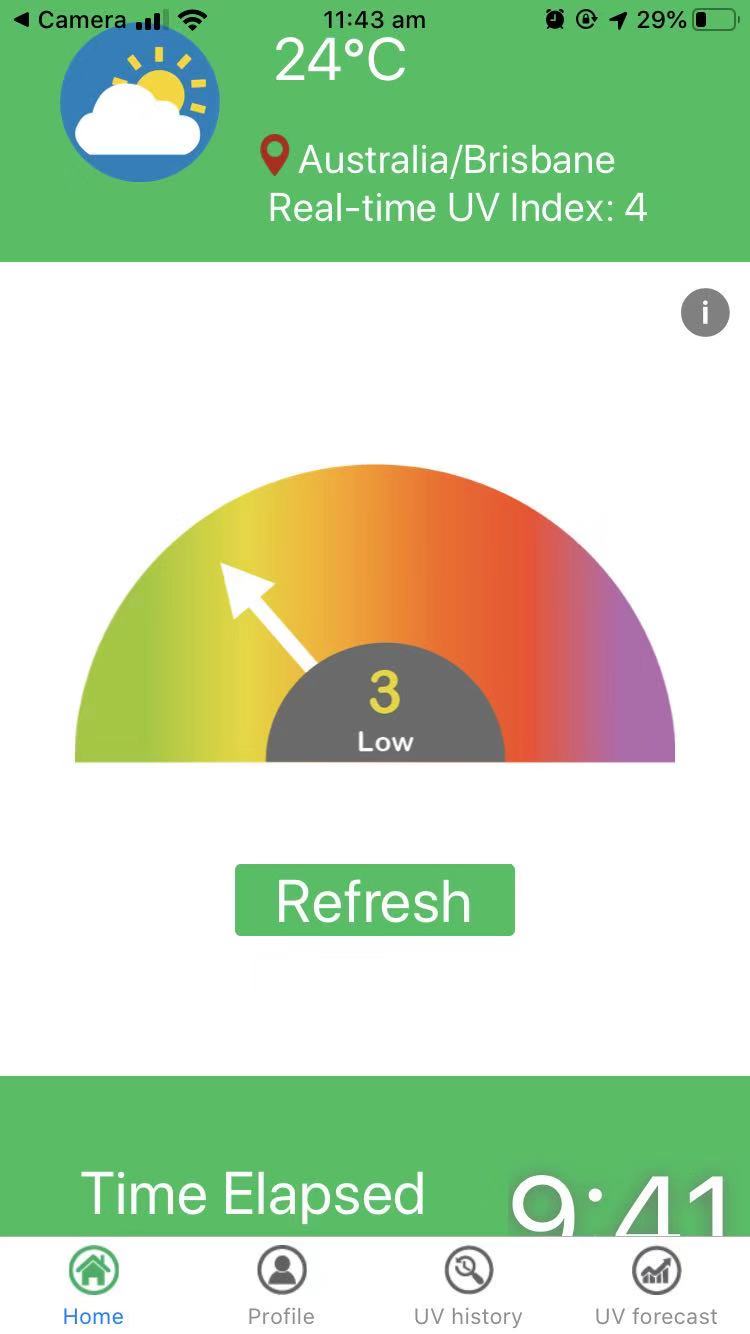 ◀ Camera 11:43 am 29%
24°C
Australia/Brisbane
Real-time UV Index: 4
i
3
Low
Refresh
Time Elapsed 9:41
Home Profile UV history UV forecast